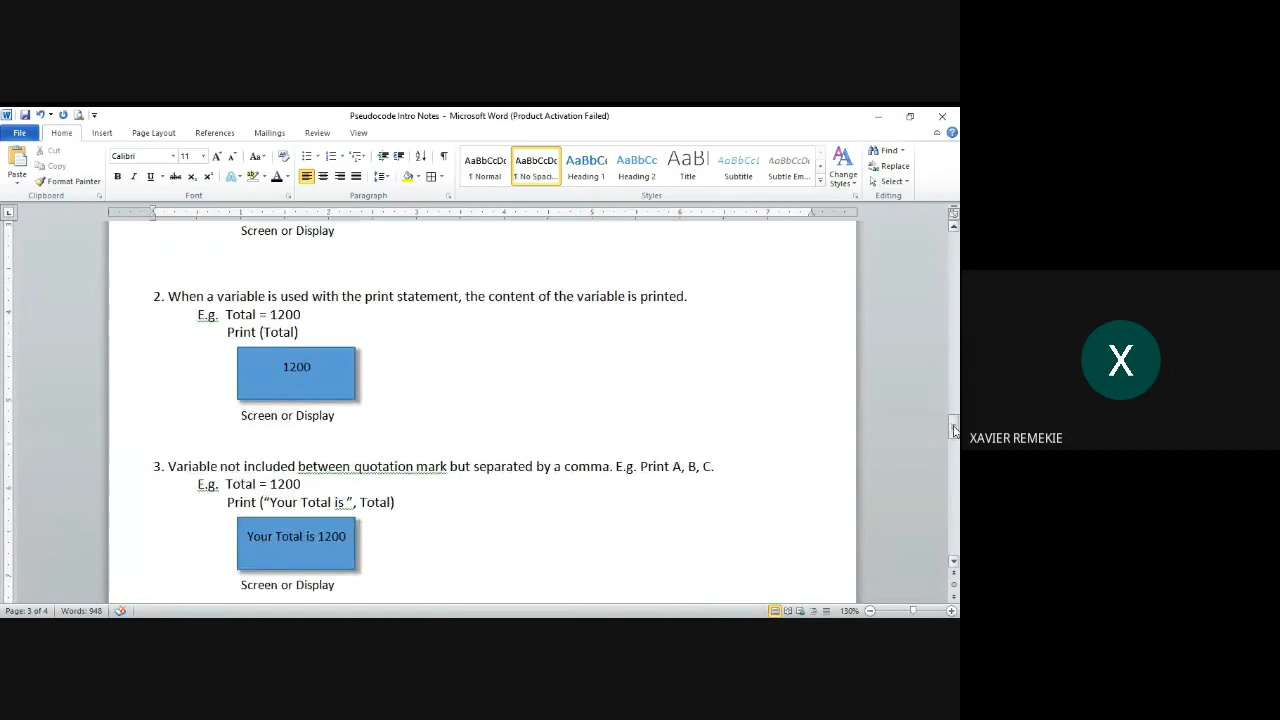 Pseudocode Intro Notes - Microsoft Word (Product Activation Failed)
File Home Insert Page Layout References Mailings Review View
Paste
Cut
Copy
Format Painter
Clipboard
Calibri 11
Font
Paragraph
AaBbCcDc AaBbCcDc AaBbC AaBbCc AaBl AaBbCcI AaBbCcDc
¶ Normal ¶ No Spaci... Heading 1 Heading 2 Title Subtitle Subtle Em...
Styles
Change
Styles
Find
Replace
Select
Editing
Screen or Display
2. When a variable is used with the print statement, the content of the variable is printed.
E.g. Total = 1200
Print (Total)
1200
Screen or Display
3. Variable not included between quotation mark but separated by a comma. E.g. Print A, B, C.
E.g. Total = 1200
Print (“Your Total is ”, Total)
Your Total is 1200
Screen or Display
Page: 3 of 4 Words: 948 130%
X
XAVIER REMEKIE